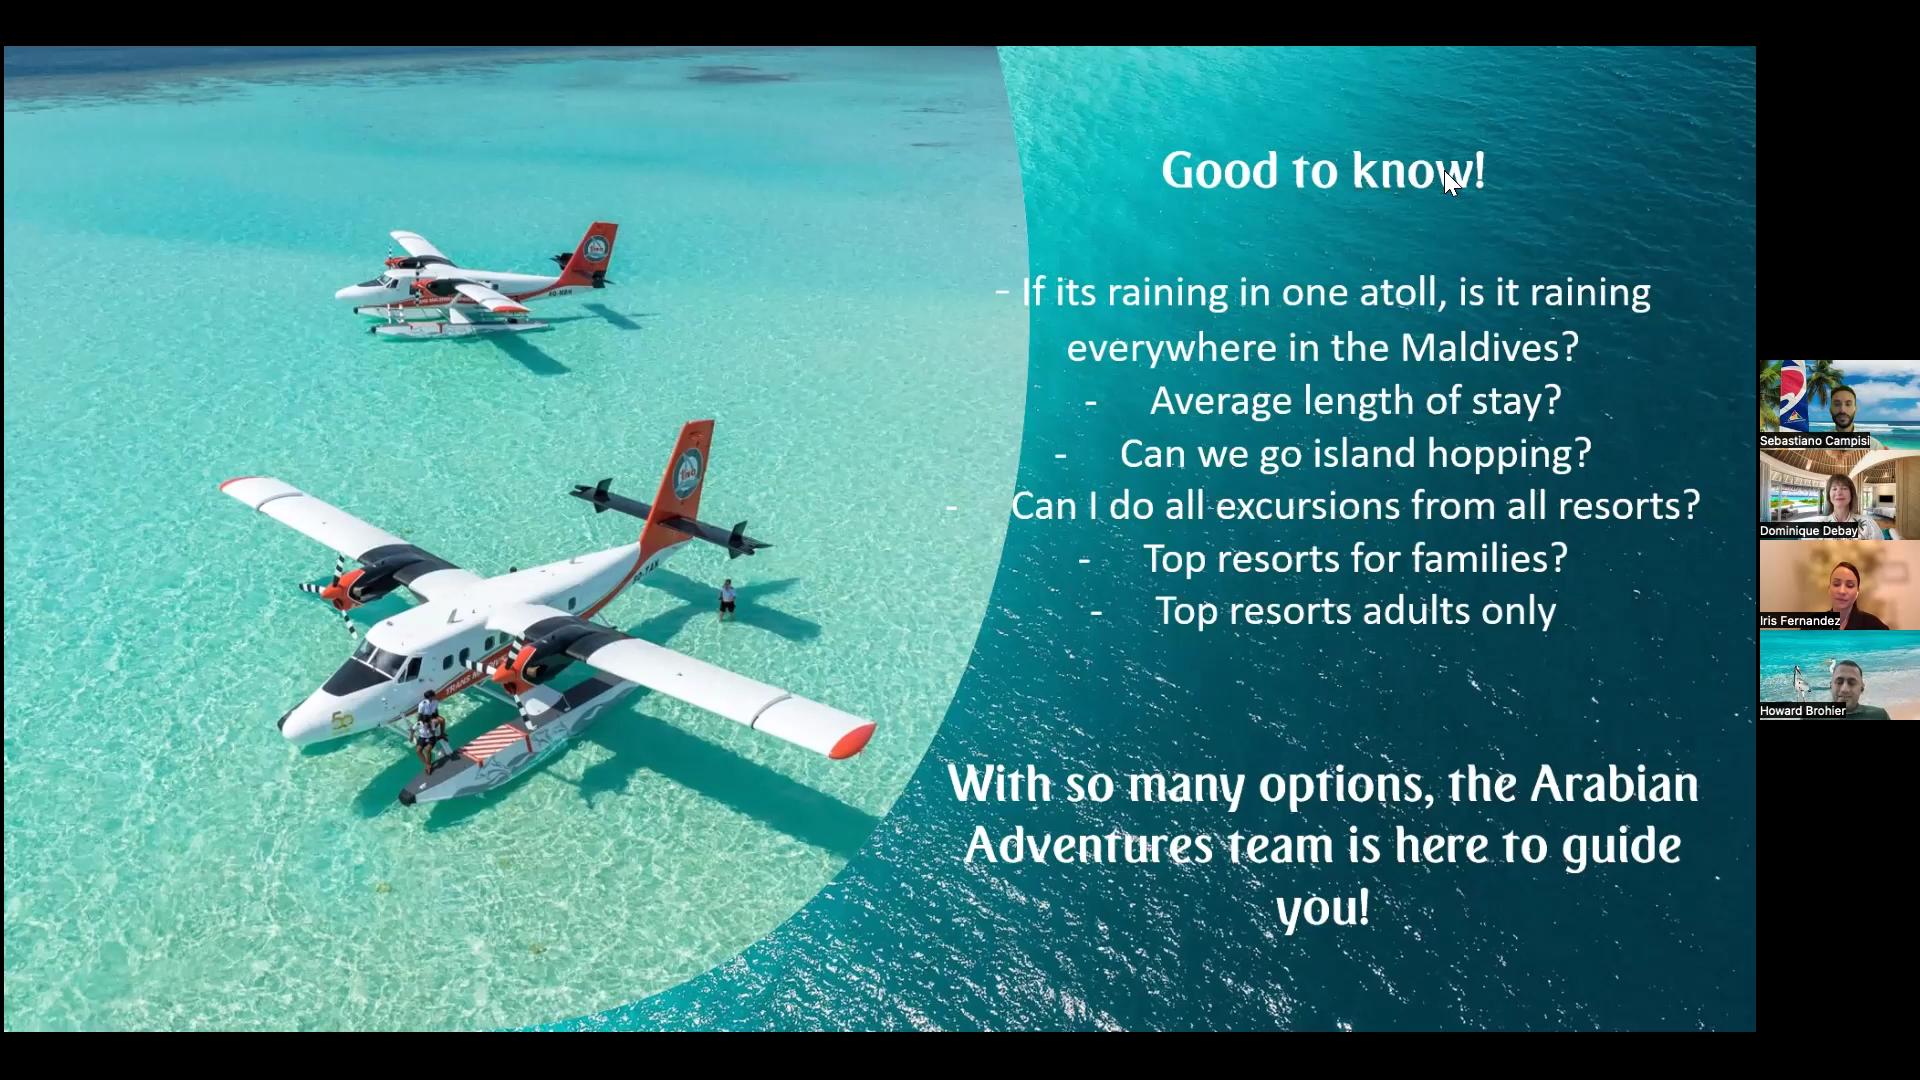 Good to know!
- If its raining in one atoll, is it raining
everywhere in the Maldives?
- Average length of stay?
- Can we go island hopping?
- Can I do all excursions from all resorts?
- Top resorts for families?
- Top resorts adults only
With so many options, the Arabian
Adventures team is here to guide
you!
Sebastiano Campisi
Dominique Debay
Iris Fernandez
Howard Brohier
50